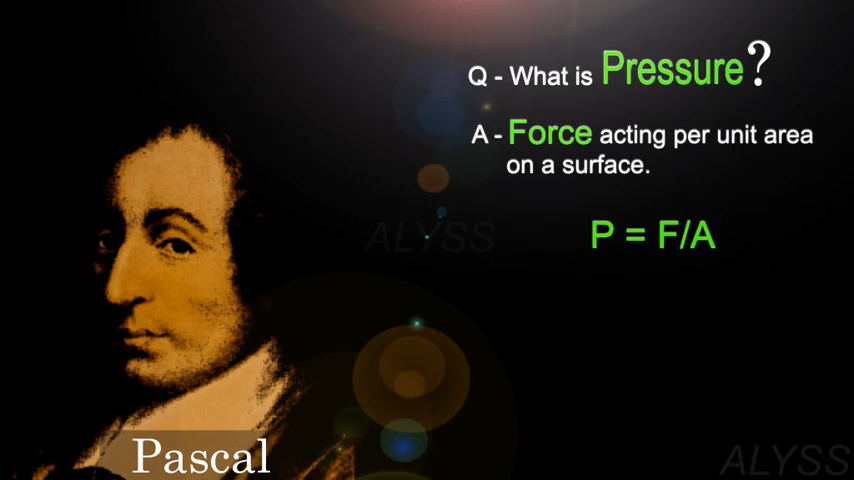 Q - What is Pressure?
A - Force acting per unit area
on a surface.
P = F/A
ALYSS
Pascal
ALYSS